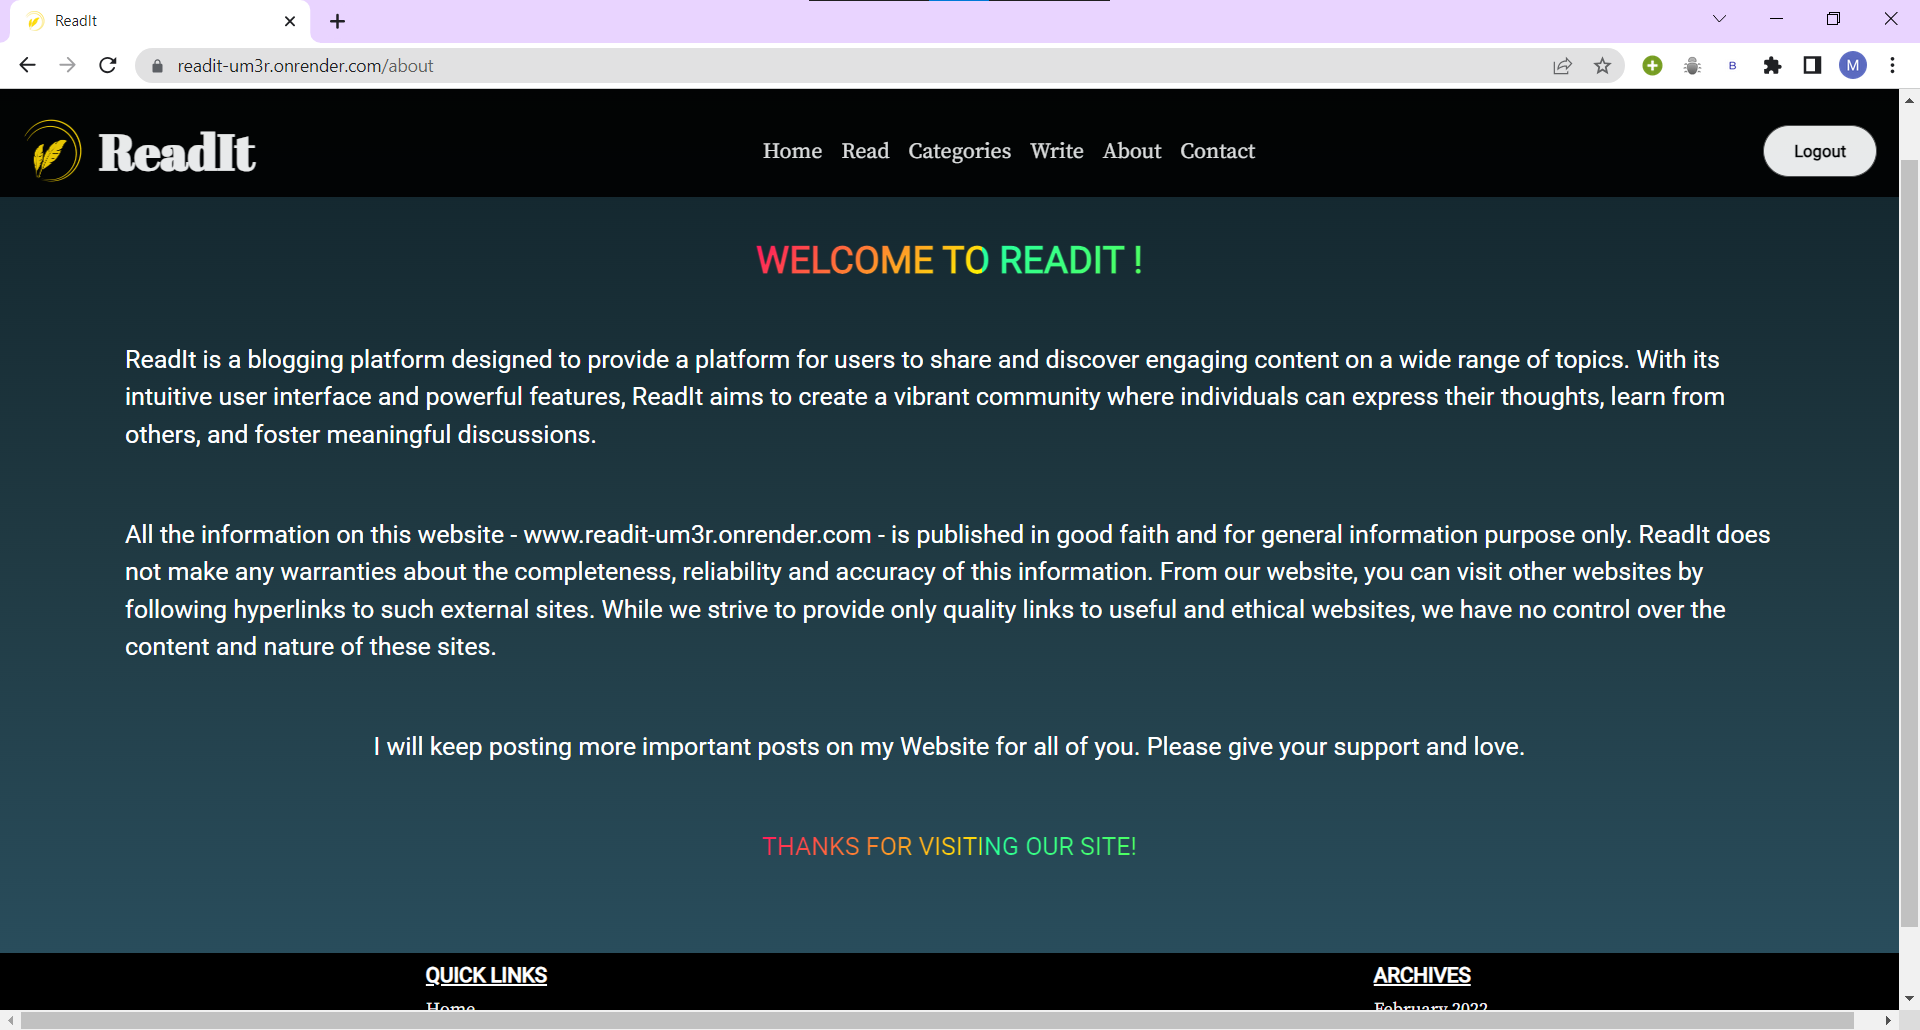 ReadIt
readit-um3r.onrender.com/about
B
M
ReadIt
Home Read Categories Write About Contact
Logout
WELCOME TO READIT !
ReadIt is a blogging platform designed to provide a platform for users to share and discover engaging content on a wide range of topics. With its
intuitive user interface and powerful features, ReadIt aims to create a vibrant community where individuals can express their thoughts, learn from
others, and foster meaningful discussions.
All the information on this website - www.readit-um3r.onrender.com - is published in good faith and for general information purpose only. ReadIt does
not make any warranties about the completeness, reliability and accuracy of this information. From our website, you can visit other websites by
following hyperlinks to such external sites. While we strive to provide only quality links to useful and ethical websites, we have no control over the
content and nature of these sites.
I will keep posting more important posts on my Website for all of you. Please give your support and love.
THANKS FOR VISITING OUR SITE!
QUICK LINKS
ARCHIVES
Home
February 2022